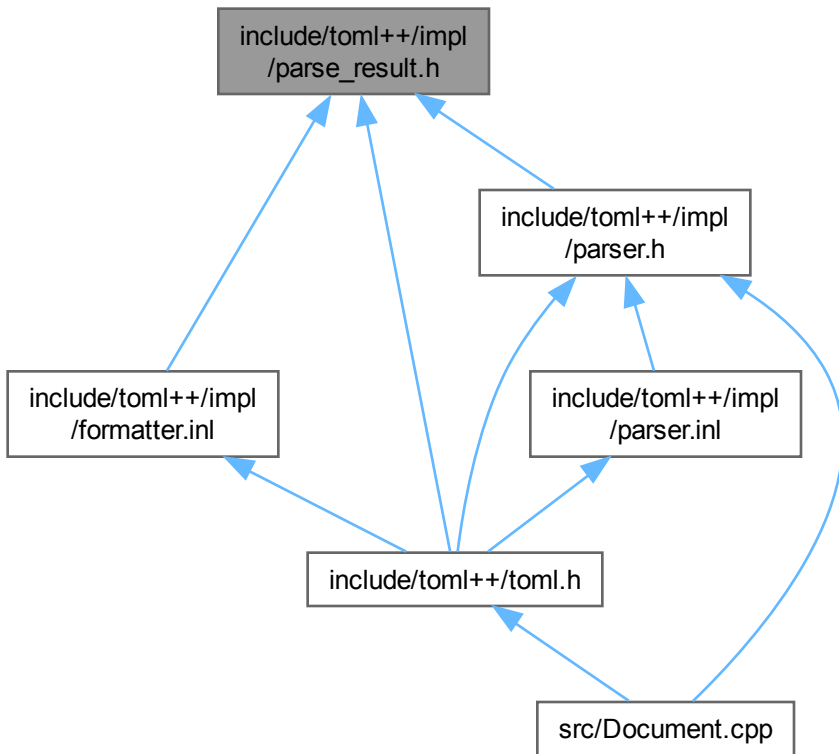 include/toml++/impl
/parse_result.h
include/toml++/impl
/parser.h
include/toml++/impl
/formatter.inl
include/toml++/impl
/parser.inl
include/toml++/toml.h
src/Document.cpp